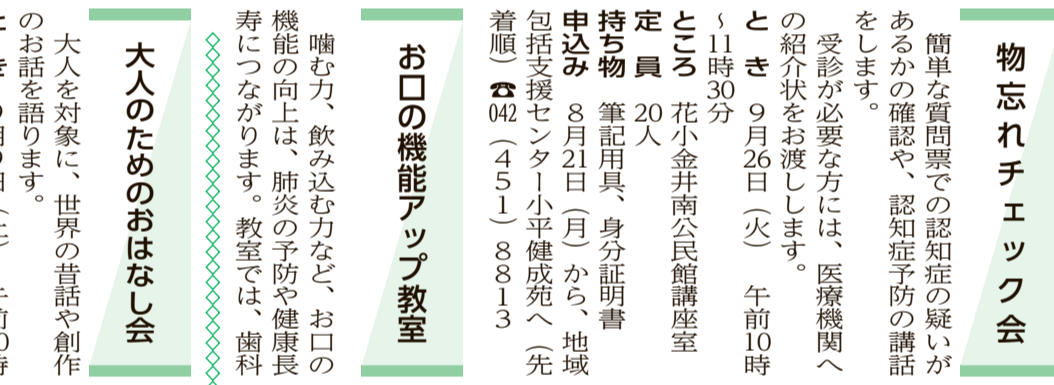 物忘れチェック会
簡単な質問票での認知症の疑いが
あるかの確認や、認知症予防の講話
をします。
受診が必要な方には、医療機関へ
の紹介状をお渡しします。
とき 9月26日（火） 午前10時
〜11時30分
ところ 花小金井南公民館講座室
定員 20人
持ち物 筆記用具、身分証明書
申込み 8月21日（月）から、地域
包括支援センター小平健成苑へ（先
着順）☎042（451）8813
お口の機能アップ教室
噛む力、飲み込む力など、お口の
機能の向上は、肺炎の予防や健康長
寿につながります。教室では、歯科
大人のためのおはなし会
大人を対象に、世界の昔話や創作
のお話を語ります。